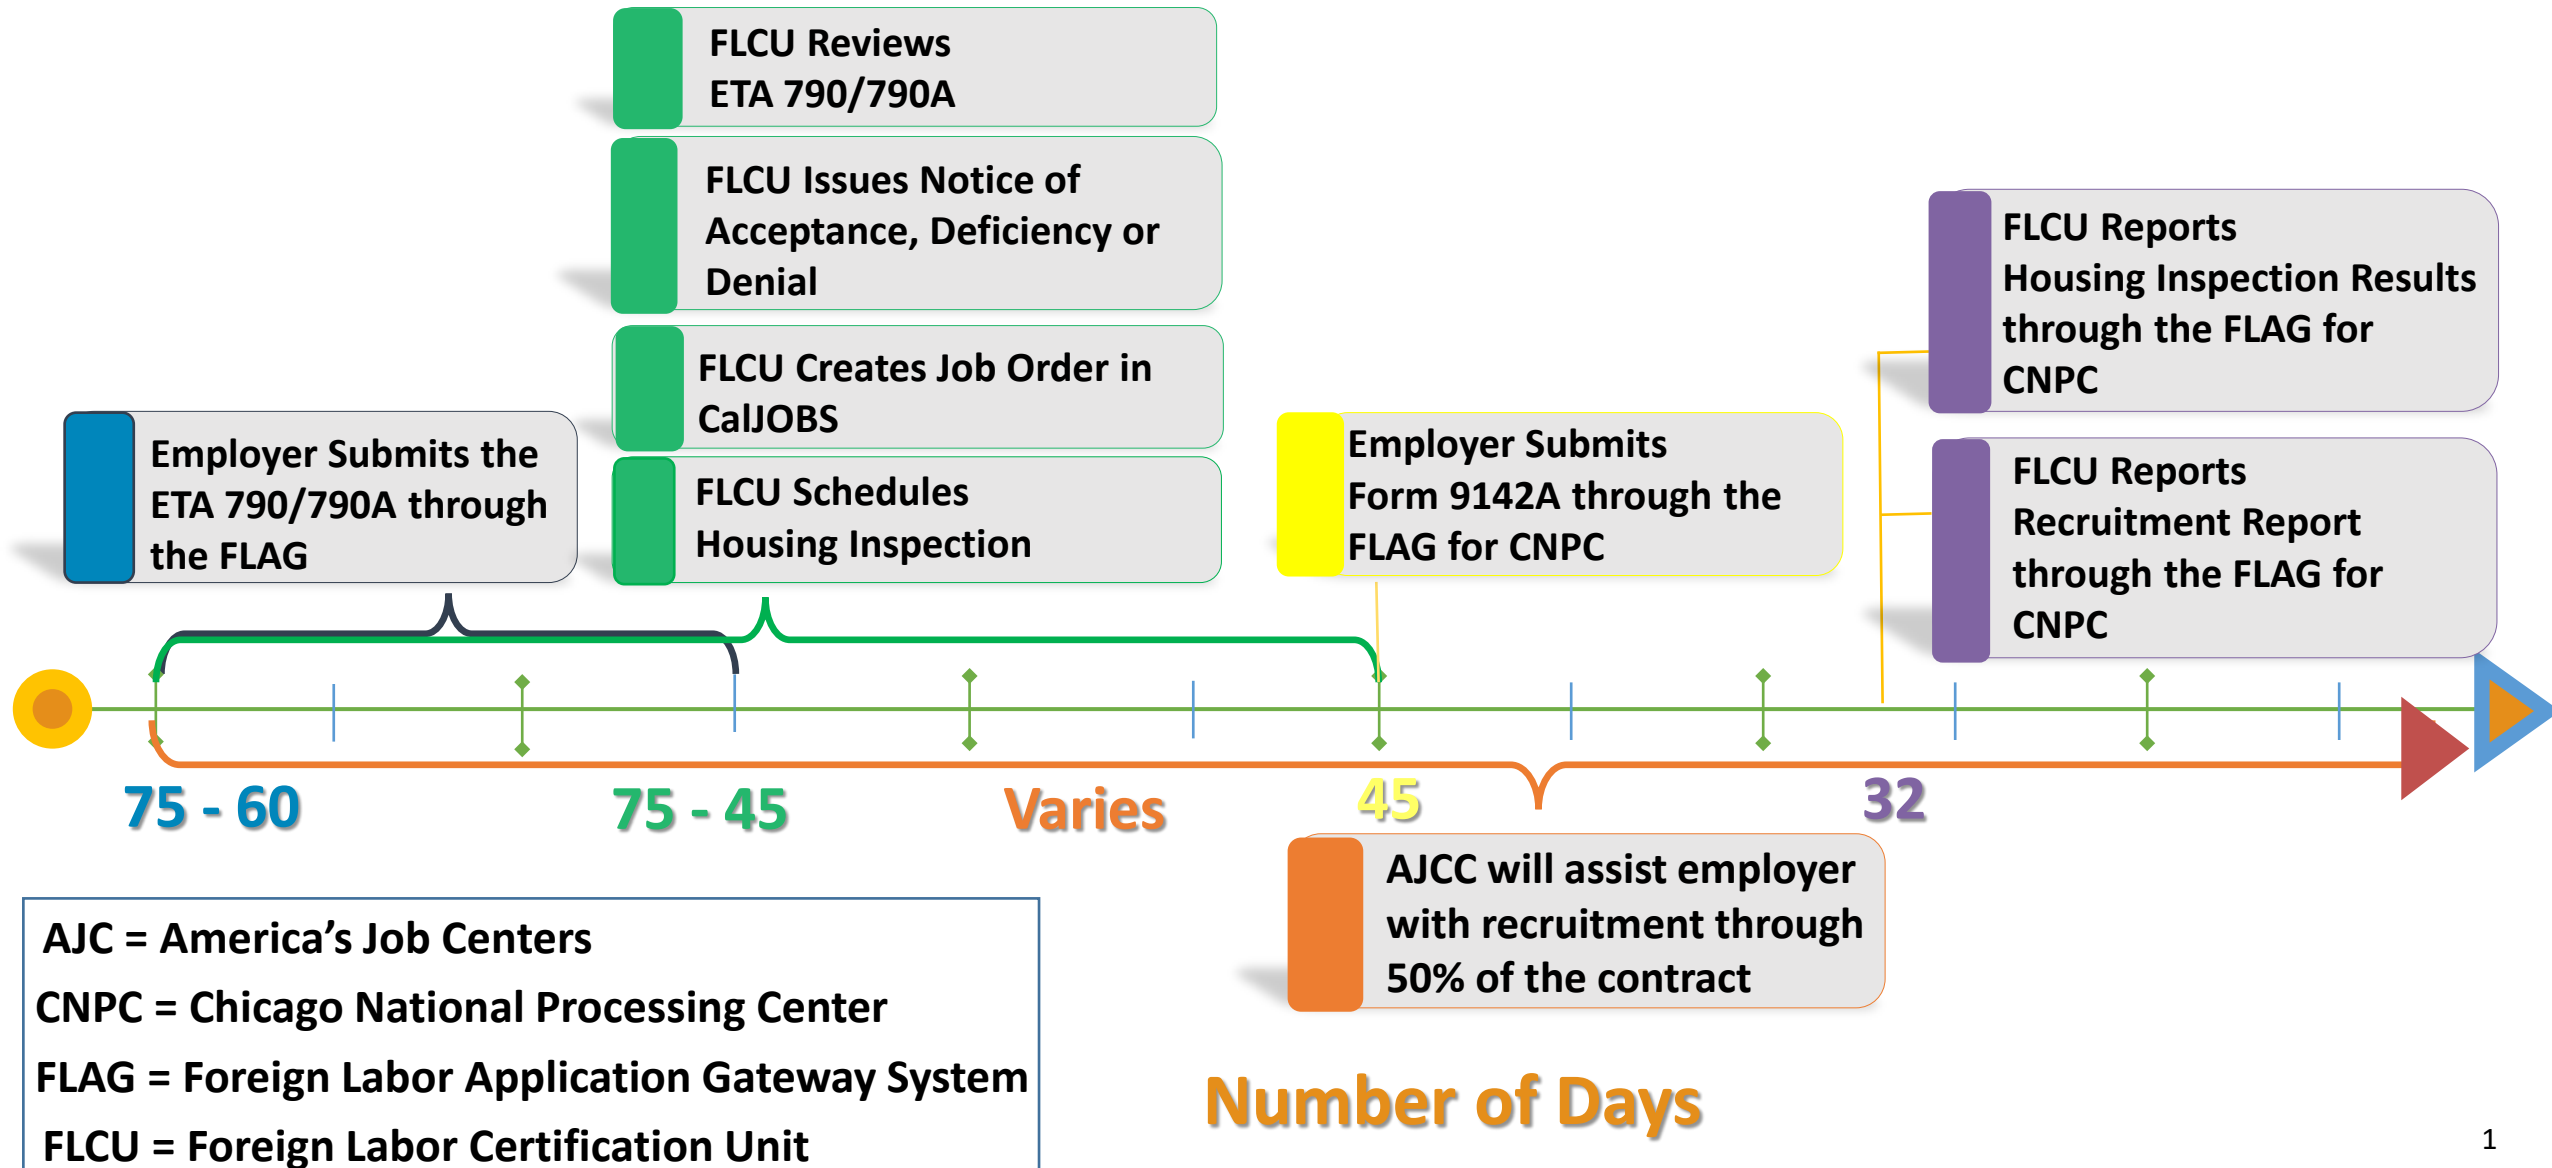 FLCU Reviews
ETA 790/790A
FLCU Issues Notice of
Acceptance, Deficiency or
Denial
FLCU Creates Job Order in
CalJOBS
FLCU Schedules
Housing Inspection
Employer Submits the
ETA 790/790A through
the FLAG
Employer Submits
Form 9142A through the
FLAG for CNPC
FLCU Reports
Housing Inspection Results
through the FLAG for
CNPC
FLCU Reports
Recruitment Report
through the FLAG for
CNPC
75 - 60
75 - 45
Varies
45
32
AJCC will assist employer
with recruitment through
50% of the contract
AJC = America’s Job Centers
CNPC = Chicago National Processing Center
FLAG = Foreign Labor Application Gateway System
FLCU = Foreign Labor Certification Unit
Number of Days
1